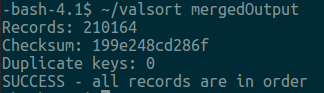 -bash-4.1$ ~/valsort mergedOutput
Records: 210164
Checksum: 199e248cd286f
Duplicate keys: 0
SUCCESS - all records are in order